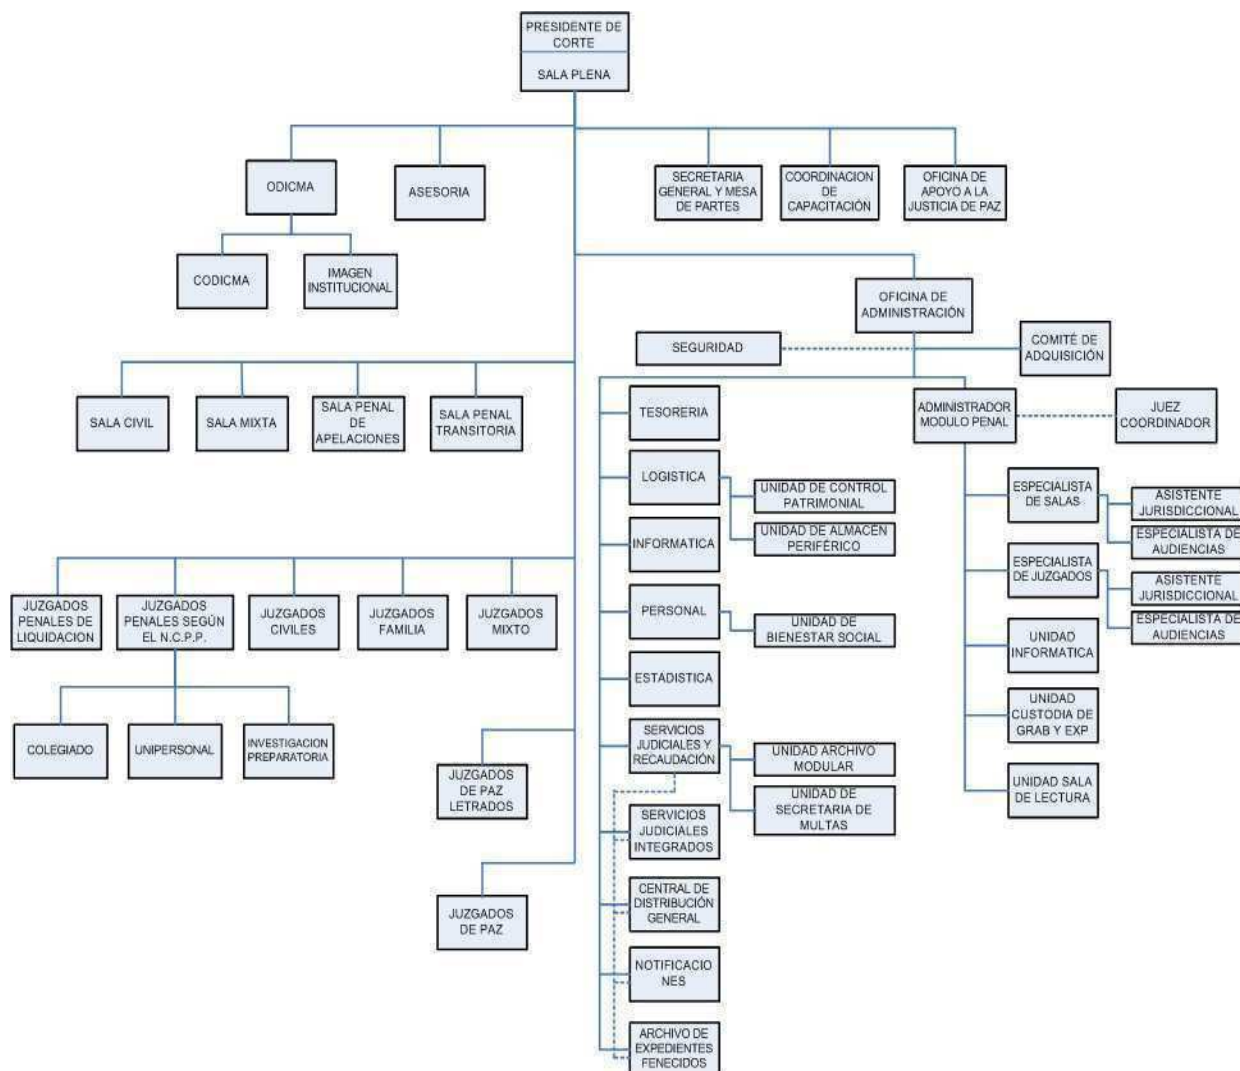 PRESIDENTE DE
CORTE
SALA PLENA
ODICMA
ASESORIA
SECRETARIA
GENERAL Y MESA
DE PARTES
COORDINACION
DE
CAPACITACIÓN
OFICINA DE
APOYO A LA
JUSTICIA DE PAZ
CODICMA
IMAGEN
INSTITUCIONAL
OFICINA DE
ADMINISTRACIÓN
SEGURIDAD
COMITÉ DE
ADQUISICIÓN
SALA CIVIL
SALA MIXTA
SALA PENAL
DE
APELACIONES
SALA PENAL
TRANSITORIA
TESORERIA
ADMINISTRADOR
MODULO PENAL
JUEZ
COORDINADOR
LOGISTICA
UNIDAD DE CONTROL
PATRIMONIAL
UNIDAD DE ALMACÉN
PERIFÉRICO
ESPECIALISTA
DE SALAS
ASISTENTE
JURISDICCIONAL
ESPECIALISTA DE
AUDIENCIAS
INFORMATICA
ESPECIALISTA
DE JUZGADOS
ASISTENTE
JURISDICCIONAL
ESPECIALISTA DE
AUDIENCIAS
JUZGADOS
PENALES DE
LIQUIDACION
JUZGADOS
PENALES SEGÚN
EL N.C.P.P.
JUZGADOS
CIVILES
JUZGADOS
FAMILIA
JUZGADOS
MIXTO
PERSONAL
UNIDAD DE
BIENESTAR SOCIAL
UNIDAD
INFORMATICA
ESTADISTICA
UNIDAD
CUSTODIA DE
GRAB Y EXP
COLEGIADO
UNIPERSONAL
INVESTIGACION
PREPARATORIA
SERVICIOS
JUDICIALES Y
RECAUDACIÓN
UNIDAD ARCHIVO
MODULAR
UNIDAD DE
SECRETARIA DE
MULTAS
UNIDAD SALA
DE LECTURA
JUZGADOS
DE PAZ
LETRADOS
SERVICIOS
JUDICIALES
INTEGRADOS
JUZGADOS
DE PAZ
CENTRAL DE
DISTRIBUCIÓN
GENERAL
NOTIFICACIO
NES
ARCHIVO DE
EXPEDIENTES
FENECIDOS